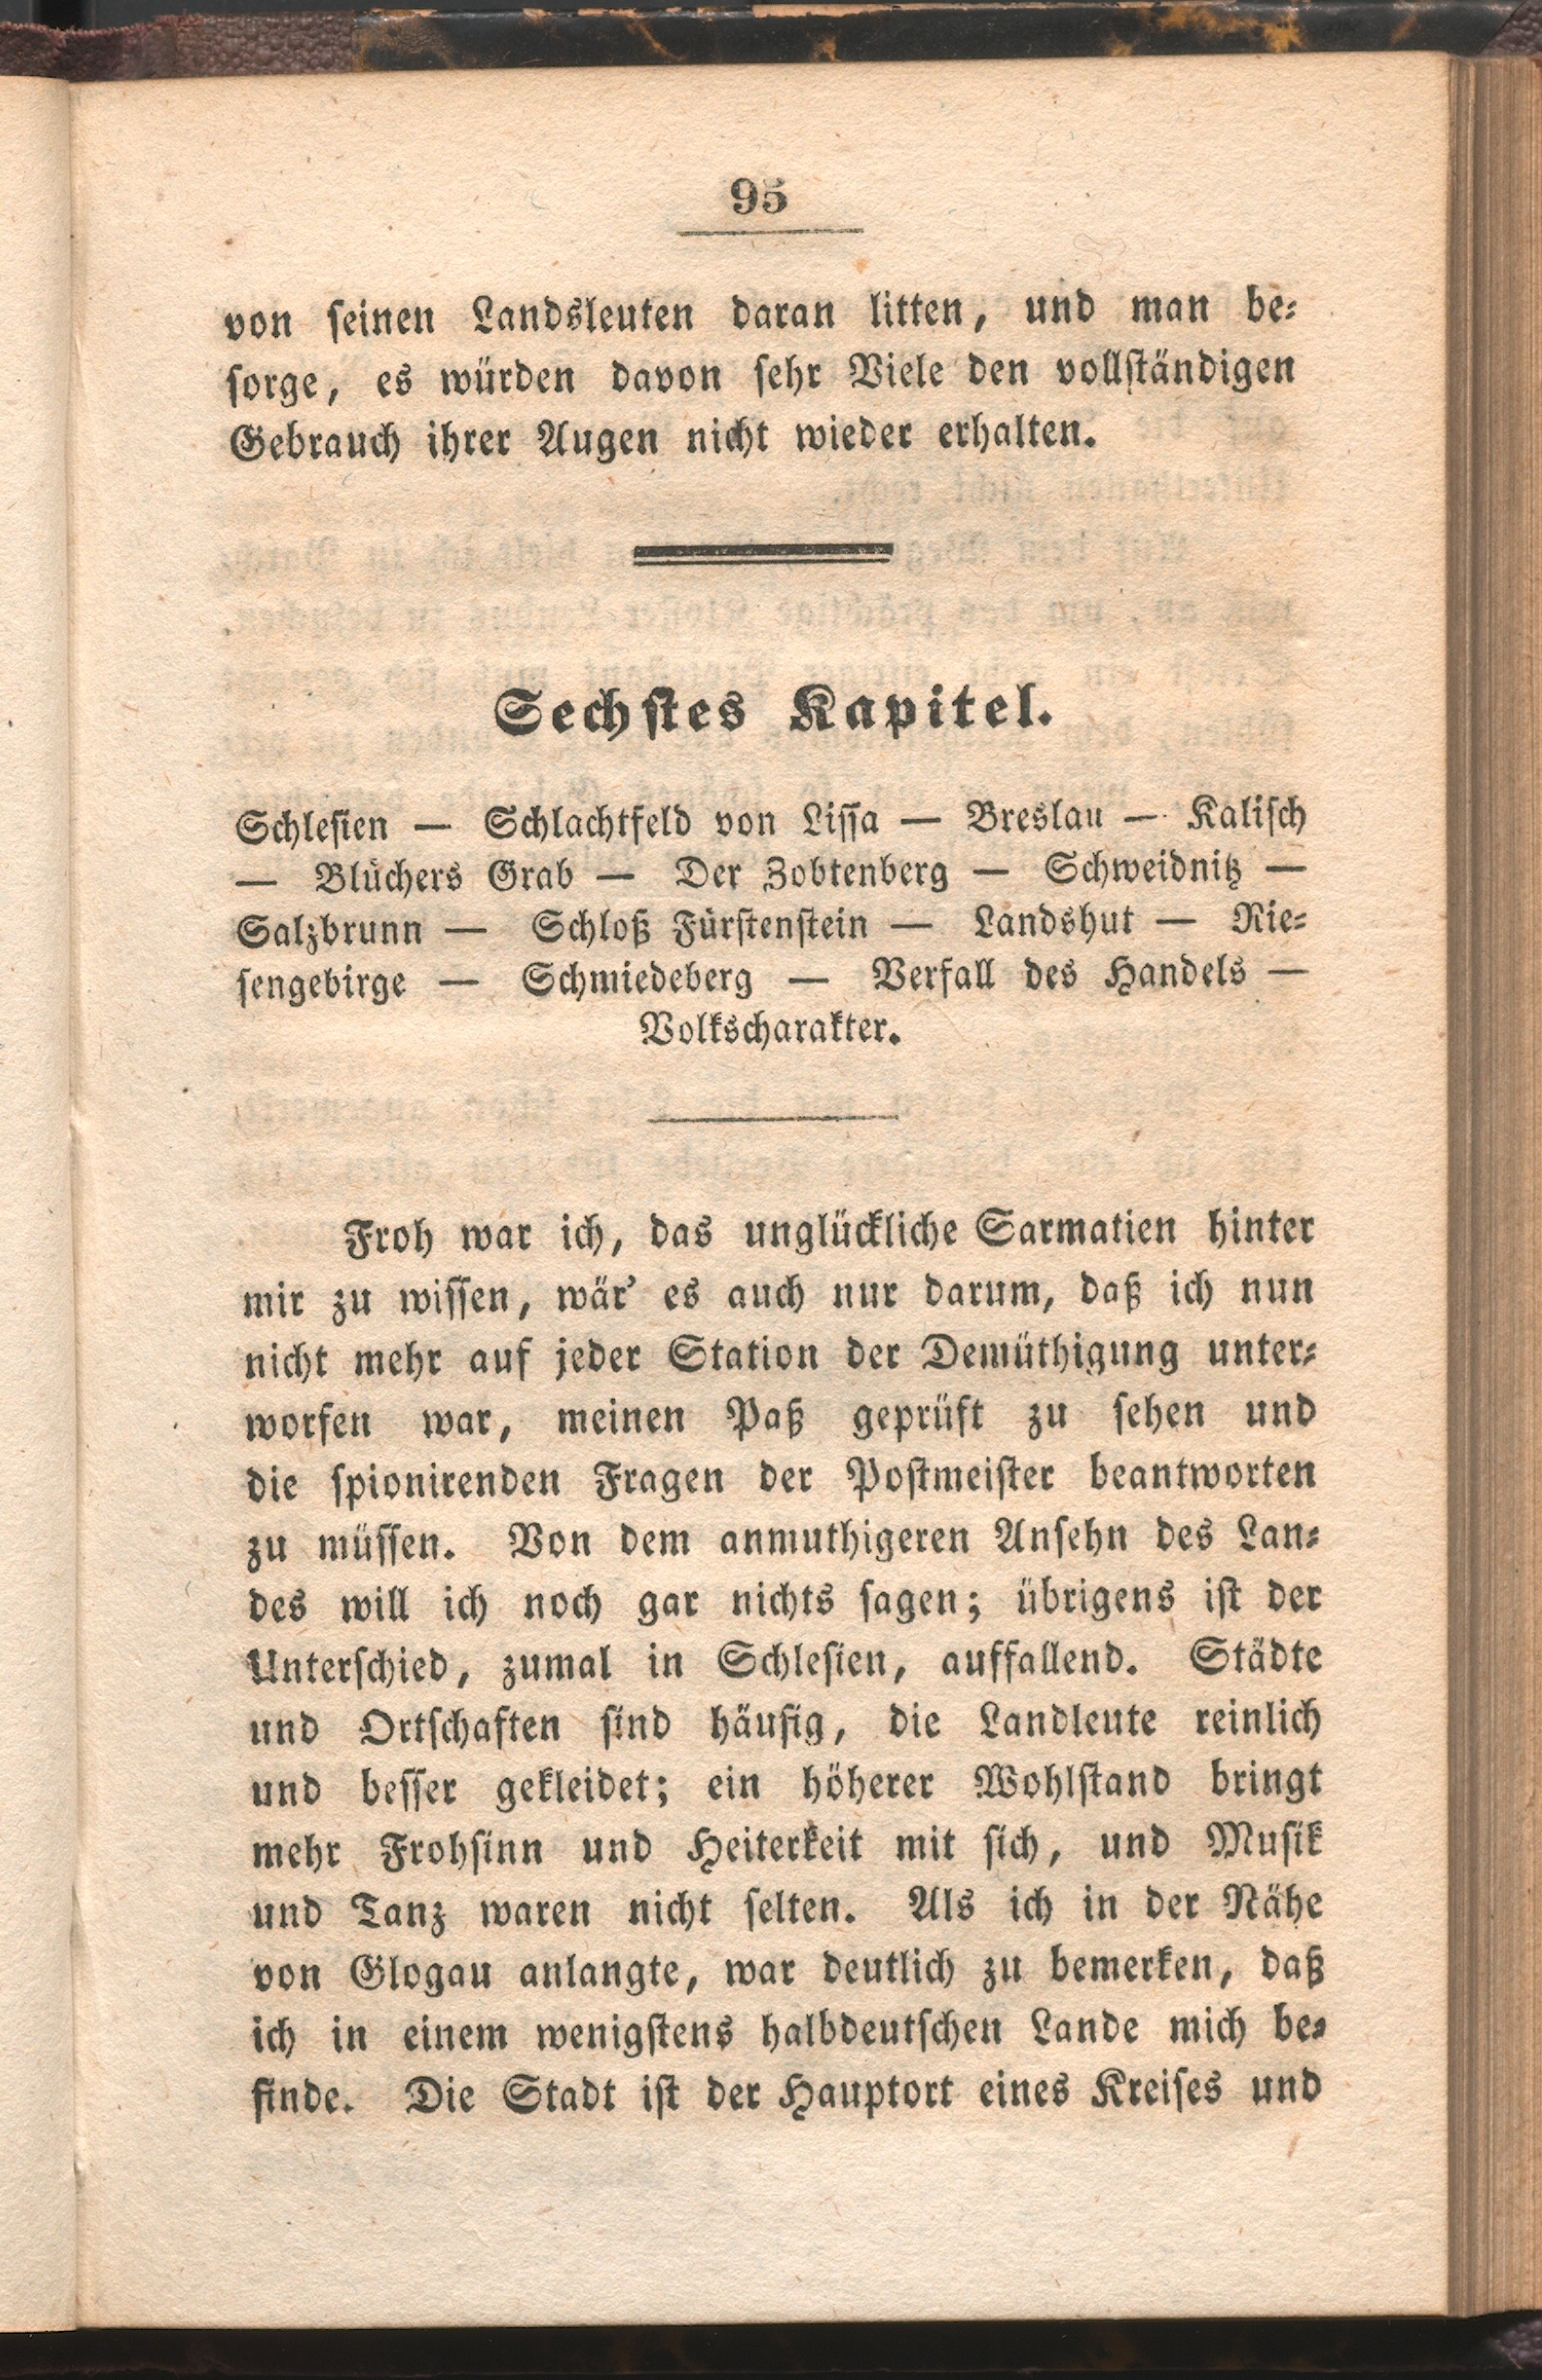 95
von ſeinen Landsleuten daran litten, und man be⸗
ſorge, es würden davon ſehr Viele den vollſtändigen
Gebrauch ihrer Augen nicht wieder erhalten.
Sechſtes Kapitel.
Schleſien — Schlachtfeld von Liſſa — Breslau — Kaliſch
— Blüchers Grab — Der Zobtenberg — Schweidnitz —
Salzbrunn — Schloß Fürſtenſtein — Landshut — Rie⸗
ſengebirge — Schmiedeberg — Verfall des Handels —
Volkscharakter.
Froh war ich, das unglückliche Sarmatien hinter
mir zu wiſſen, wär’ es auch nur darum, daß ich nun
nicht mehr auf jeder Station der Demüthigung unter⸗
worfen war, meinen Paß geprüft zu ſehen und
die ſpionirenden Fragen der Poſtmeiſter beantworten
zu müſſen. Von dem anmuthigeren Anſehn des Lan⸗
des will ich noch gar nichts ſagen; übrigens iſt der
Unterſchied, zumal in Schleſien, auffallend. Städte
und Ortſchaften ſind häufig, die Landleute reinlich
und beſſer gekleidet; ein höherer Wohlſtand bringt
mehr Frohſinn und Heiterkeit mit ſich, und Muſik
und Tanz waren nicht ſelten. Als ich in der Nähe
von Glogau anlangte, war deutlich zu bemerken, daß
ich in einem wenigſtens halbdeutſchen Lande mich be⸗
finde. Die Stadt iſt der Hauptort eines Kreiſes und